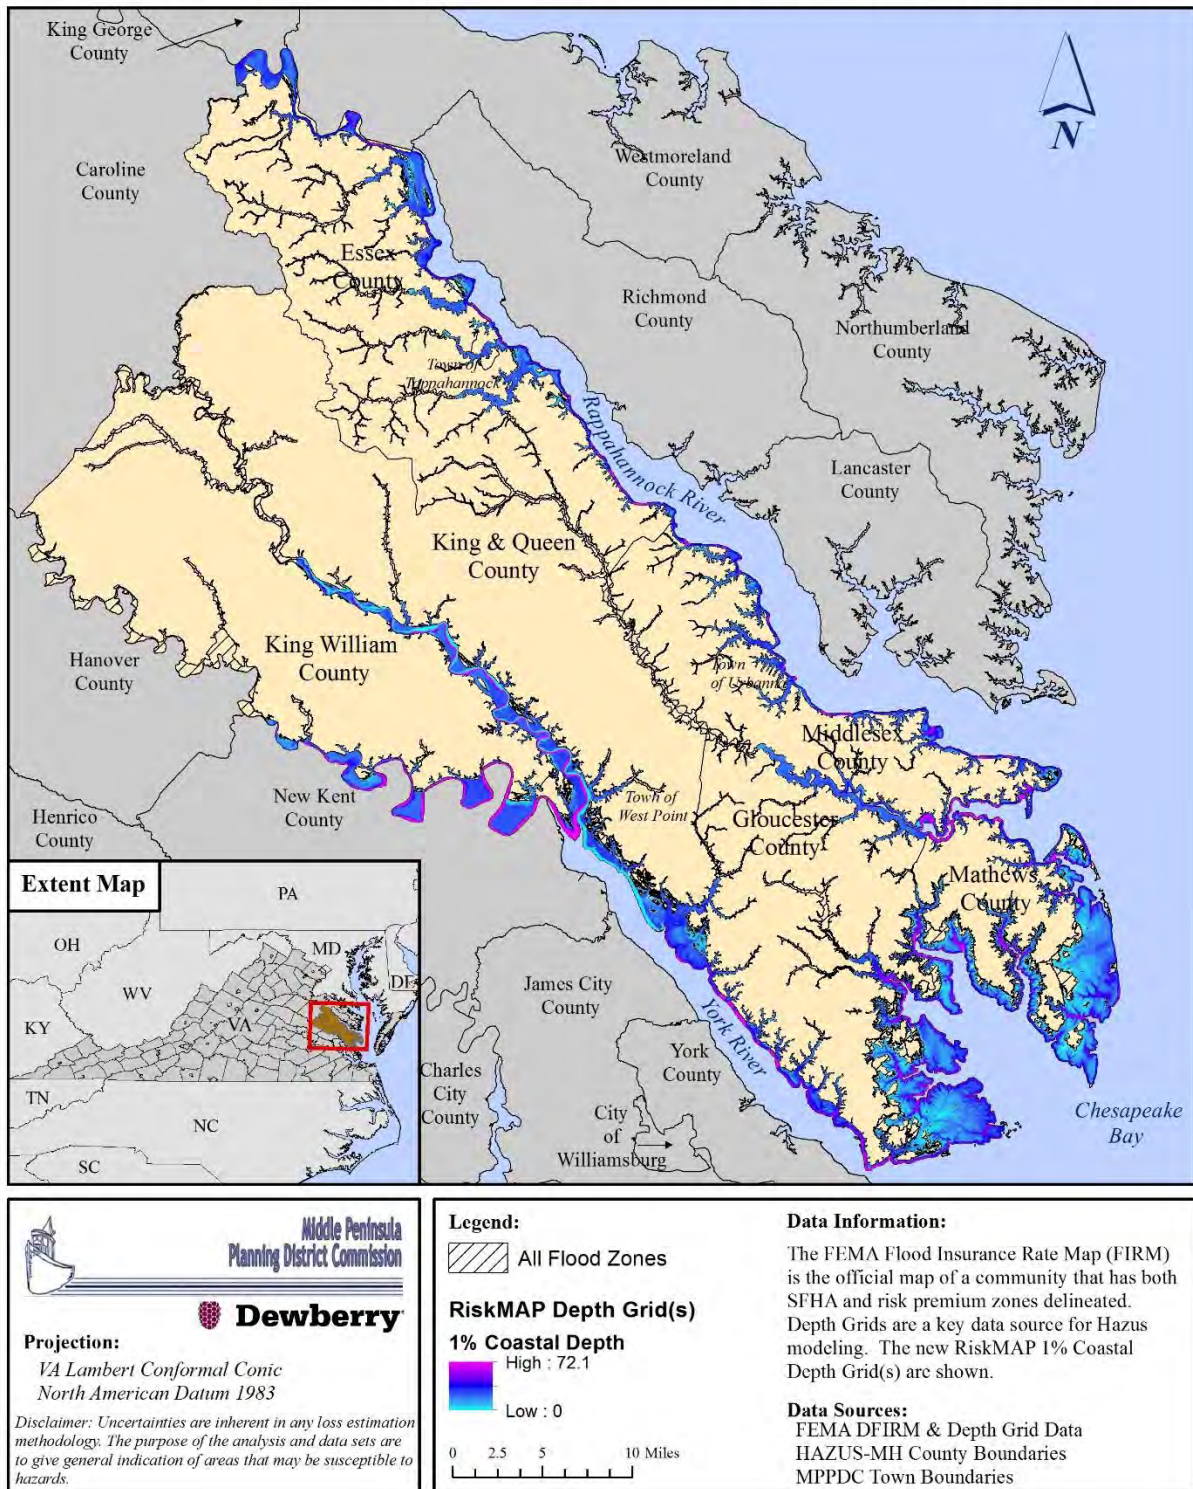 King George
County
Caroline
County
Westmoreland
County
N
Essex
County
Richmond
County
Northumberland
County
Town of
Tappahannock
Rappahannock River
Lancaster
County
King & Queen
County
King William
County
Hanover
County
Town
of Urbanna
Middlesex
County
New Kent
County
Town of
West Point
Henrico
County
Gloucester
County
Mathews
County
James City
County
York River
York
County
Charles
City
County
City
of
Williamsburg
Chesapeake
Bay
Extent Map
PA
OH
MD
DE
WV
KY
VA
TN
NC
SC
Middle Peninsula
Planning District Commission
Dewberry
Projection:
VA Lambert Conformal Conic
North American Datum 1983
Disclaimer: Uncertainties are inherent in any loss estimation
methodology. The purpose of the analysis and data sets are
to give general indication of areas that may be susceptible to
hazards.
Legend:
All Flood Zones
RiskMAP Depth Grid(s)
1% Coastal Depth
High : 72.1
Low : 0
0 2.5 5 10 Miles
Data Information:
The FEMA Flood Insurance Rate Map (FIRM)
is the official map of a community that has both
SFHA and risk premium zones delineated.
Depth Grids are a key data source for Hazus
modeling. The new RiskMAP 1% Coastal
Depth Grid(s) are shown.
Data Sources:
FEMA DFIRM & Depth Grid Data
HAZUS-MH County Boundaries
MPPDC Town Boundaries